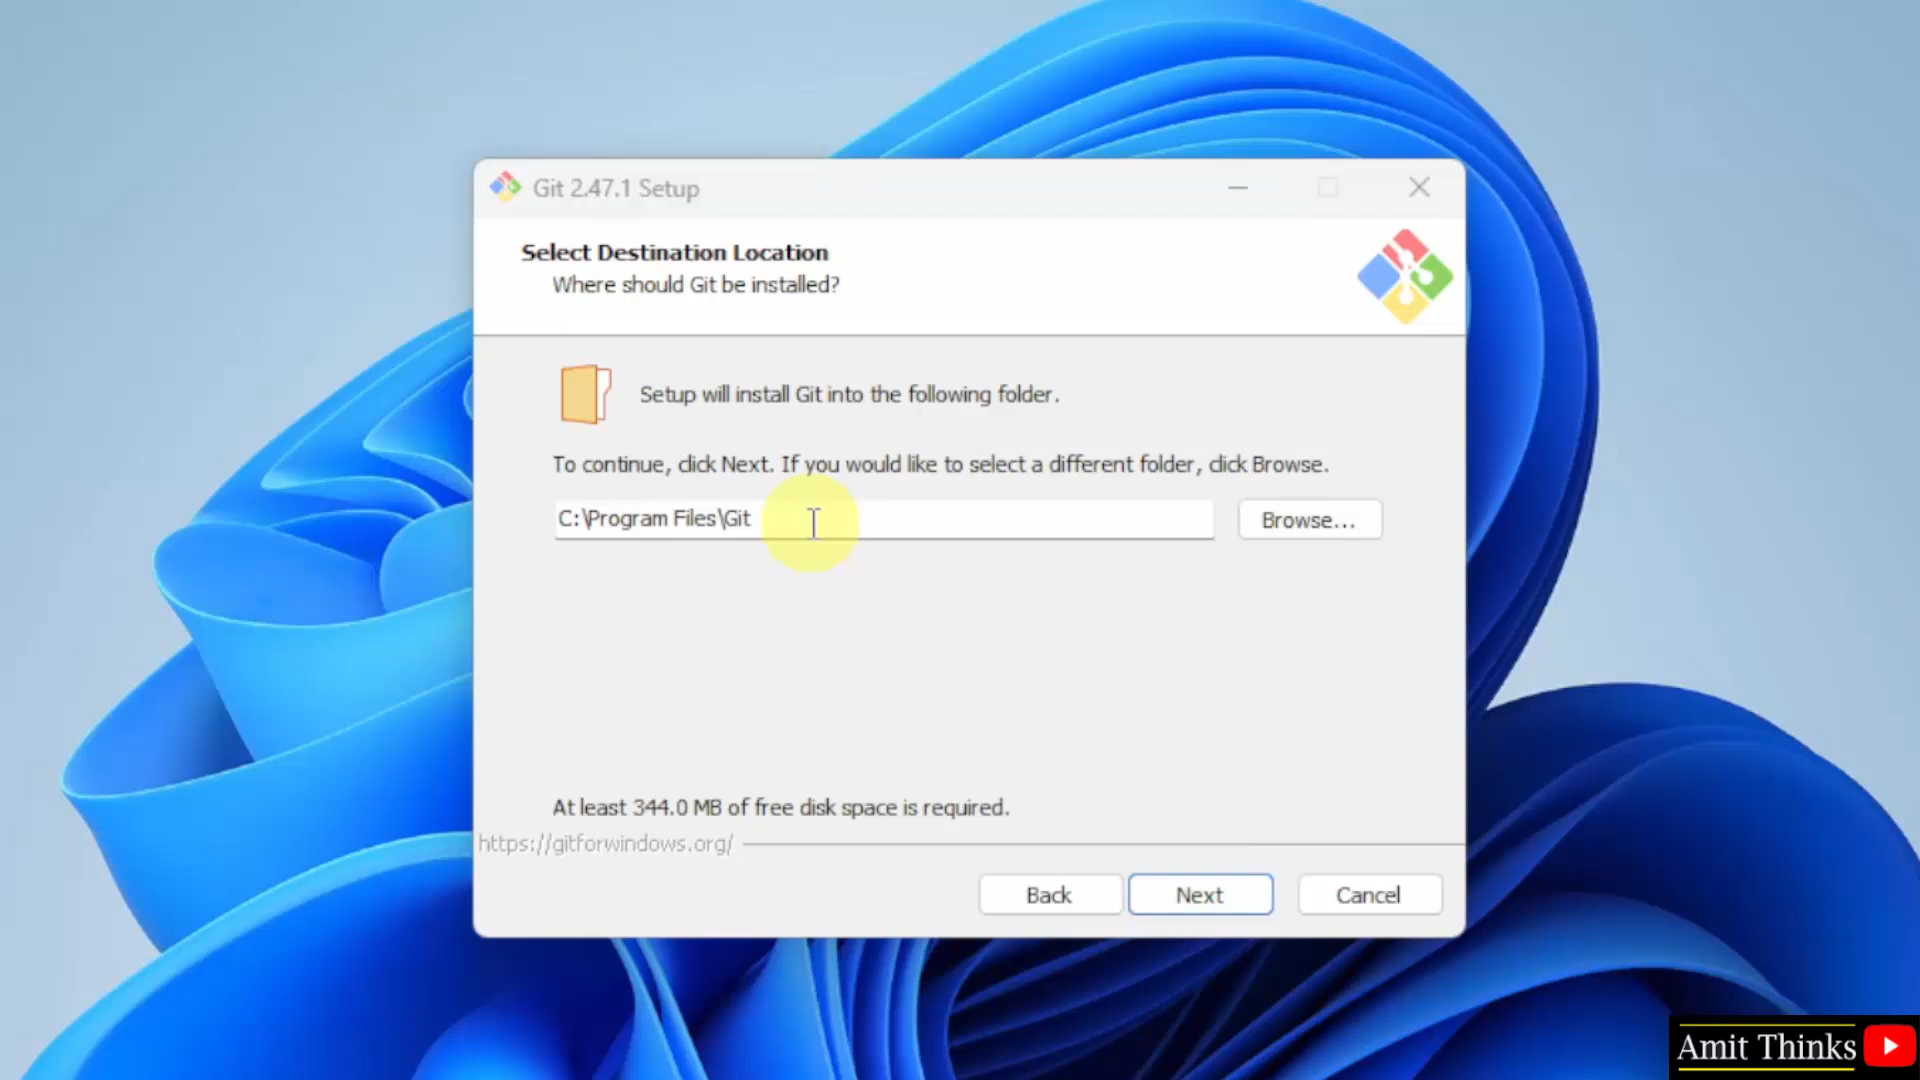 Git 2.47.1 Setup
Select Destination Location
Where should Git be installed?
Setup will install Git into the following folder.
To continue, click Next. If you would like to select a different folder, click Browse.
C:\Program Files\Git
Browse...
At least 344.0 MB of free disk space is required.
https://gitforwindows.org/
Back
Next
Cancel
Amit Thinks